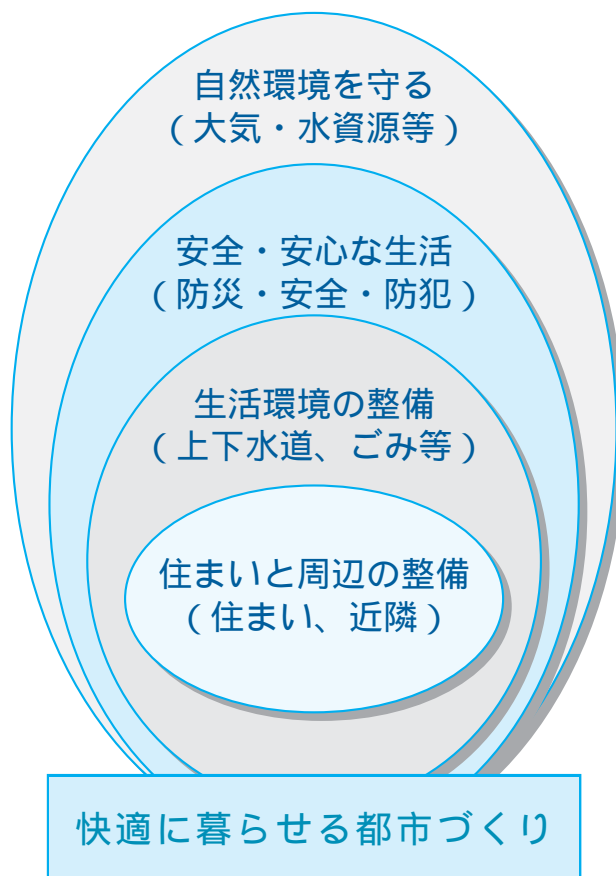 自然環境を守る
（大気・水資源等）
安全・安心な生活
（防災・安全・防犯）
生活環境の整備
（上下水道、ごみ等）
住まいと周辺の整備
（住まい、近隣）
快適に暮らせる都市づくり